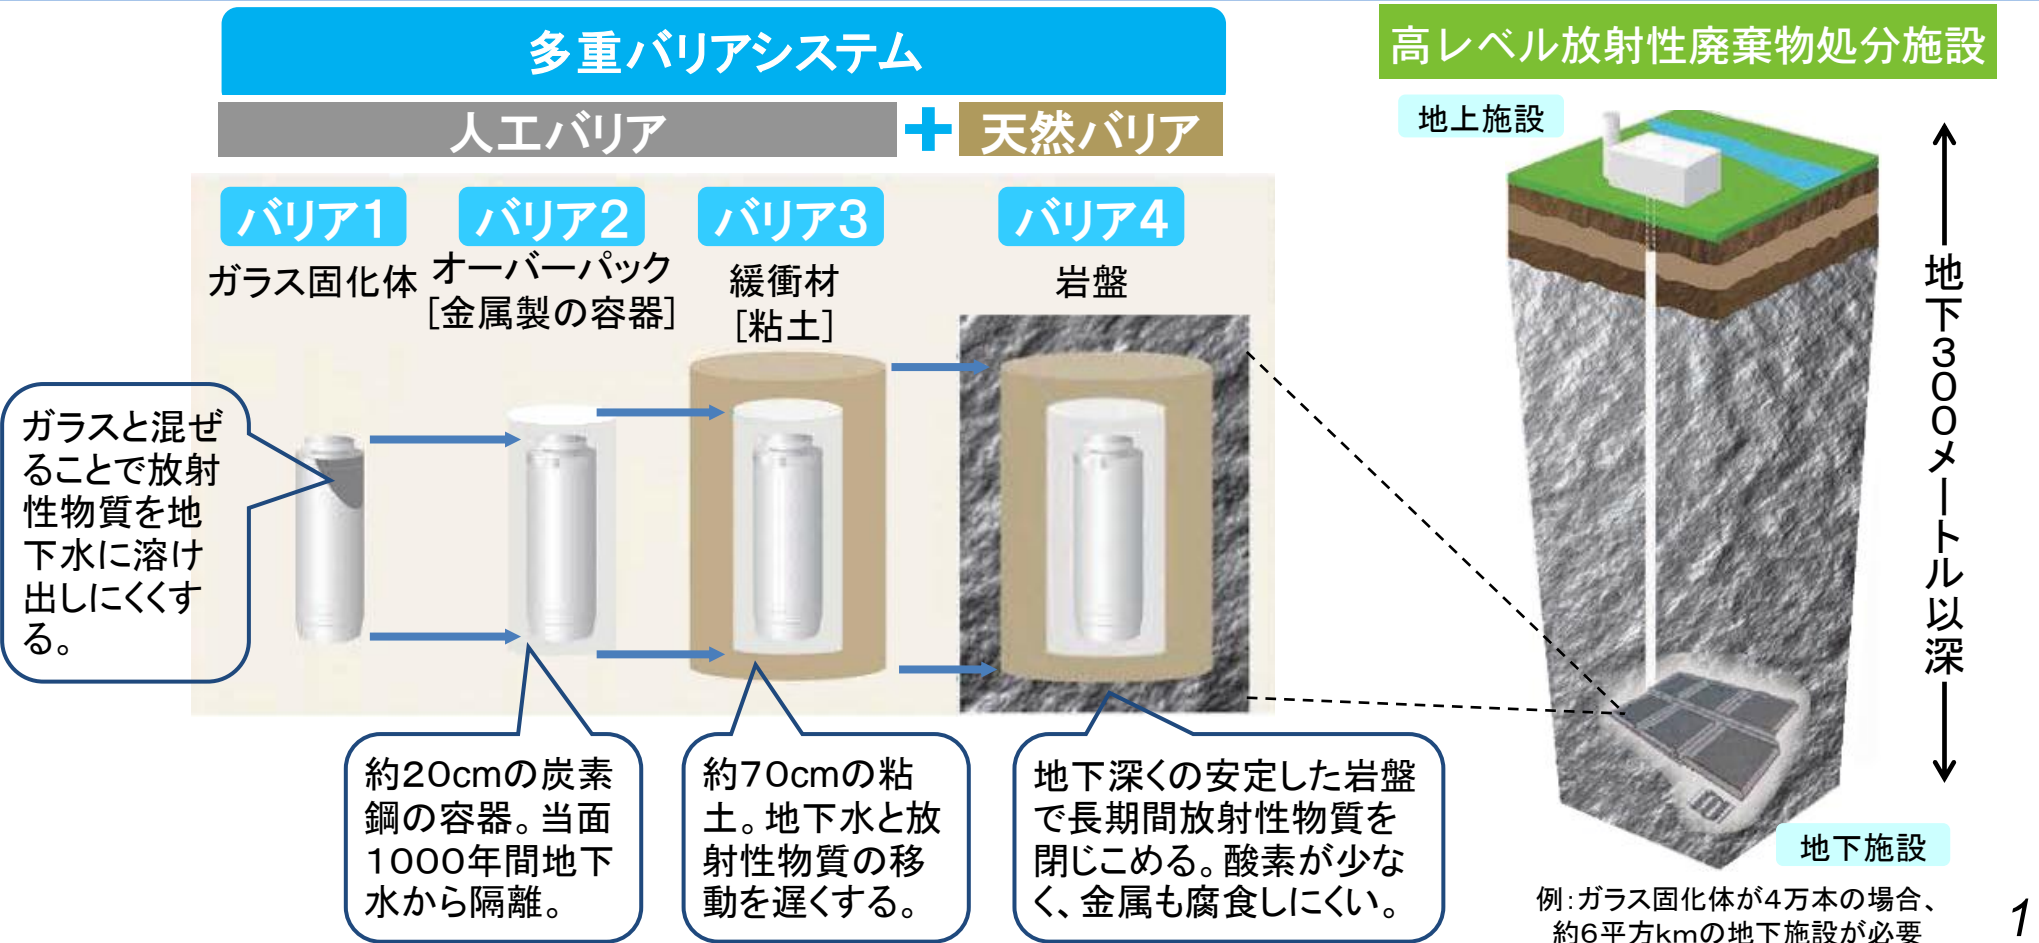 多重バリアシステム
人工バリア
+
天然バリア
バリア1
ガラス固化体
バリア2
オーバーパック
[金属製の容器]
バリア3
緩衝材
[粘土]
バリア4
岩盤
ガラスと混ぜ
ることで放射
性物質を地
下水に溶け
出しにくくす
る。
約20cmの炭素
鋼の容器。当面
1000年間地下
水から隔離。
約70cmの粘
土。地下水と放
射性物質の移
動を遅くする。
地下深くの安定した岩盤
で長期間放射性物質を
閉じこめる。酸素が少な
く、金属も腐食しにくい。
高レベル放射性廃棄物処分施設
地上施設
地下300メートル以深
地下施設
例:ガラス固化体が4万本の場合、
約6平方kmの地下施設が必要
1